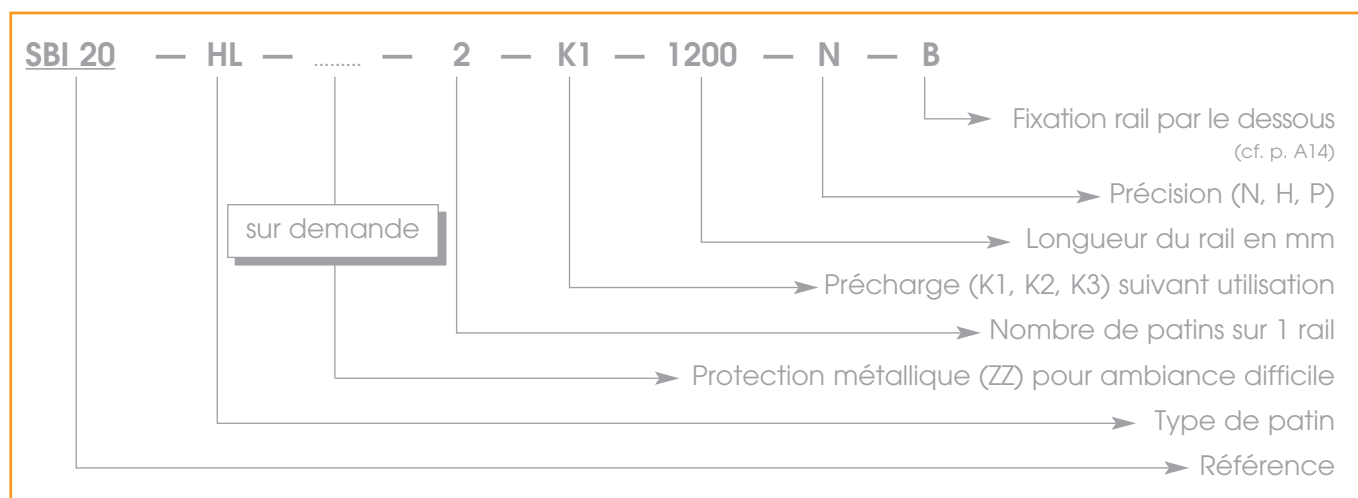 SBI 20 — HL — ......... — 2 — K1 — 1200 — N — B
Fixation rail par le dessous
(cf. p. A14)
Précision (N, H, P)
sur demande
Longueur du rail en mm
Précharge (K1, K2, K3) suivant utilisation
Nombre de patins sur 1 rail
Protection métallique (ZZ) pour ambiance difficile
Type de patin
Référence